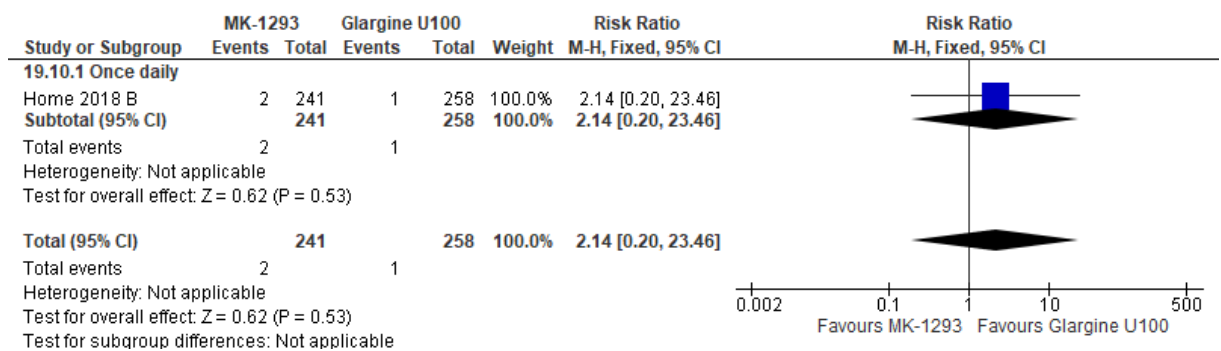 MK-1293 Glargine U100 Risk Ratio Risk Ratio
Study or Subgroup Events Total Events Total Weight M-H, Fixed, 95% CI M-H, Fixed, 95% CI
19.10.1 Once daily
Home 2018 B 2 241 1 258 100.0% 2.14 [0.20, 23.46]
Subtotal (95% CI) 241 258 100.0% 2.14 [0.20, 23.46]
Total events 2 1
Heterogeneity: Not applicable
Test for overall effect: Z = 0.62 (P = 0.53)
Total (95% CI) 241 258 100.0% 2.14 [0.20, 23.46]
Total events 2 1
Heterogeneity: Not applicable
Test for overall effect: Z = 0.62 (P = 0.53)
Test for subgroup differences: Not applicable
0.002 0.1 1 10 500
Favours MK-1293 Favours Glargine U100